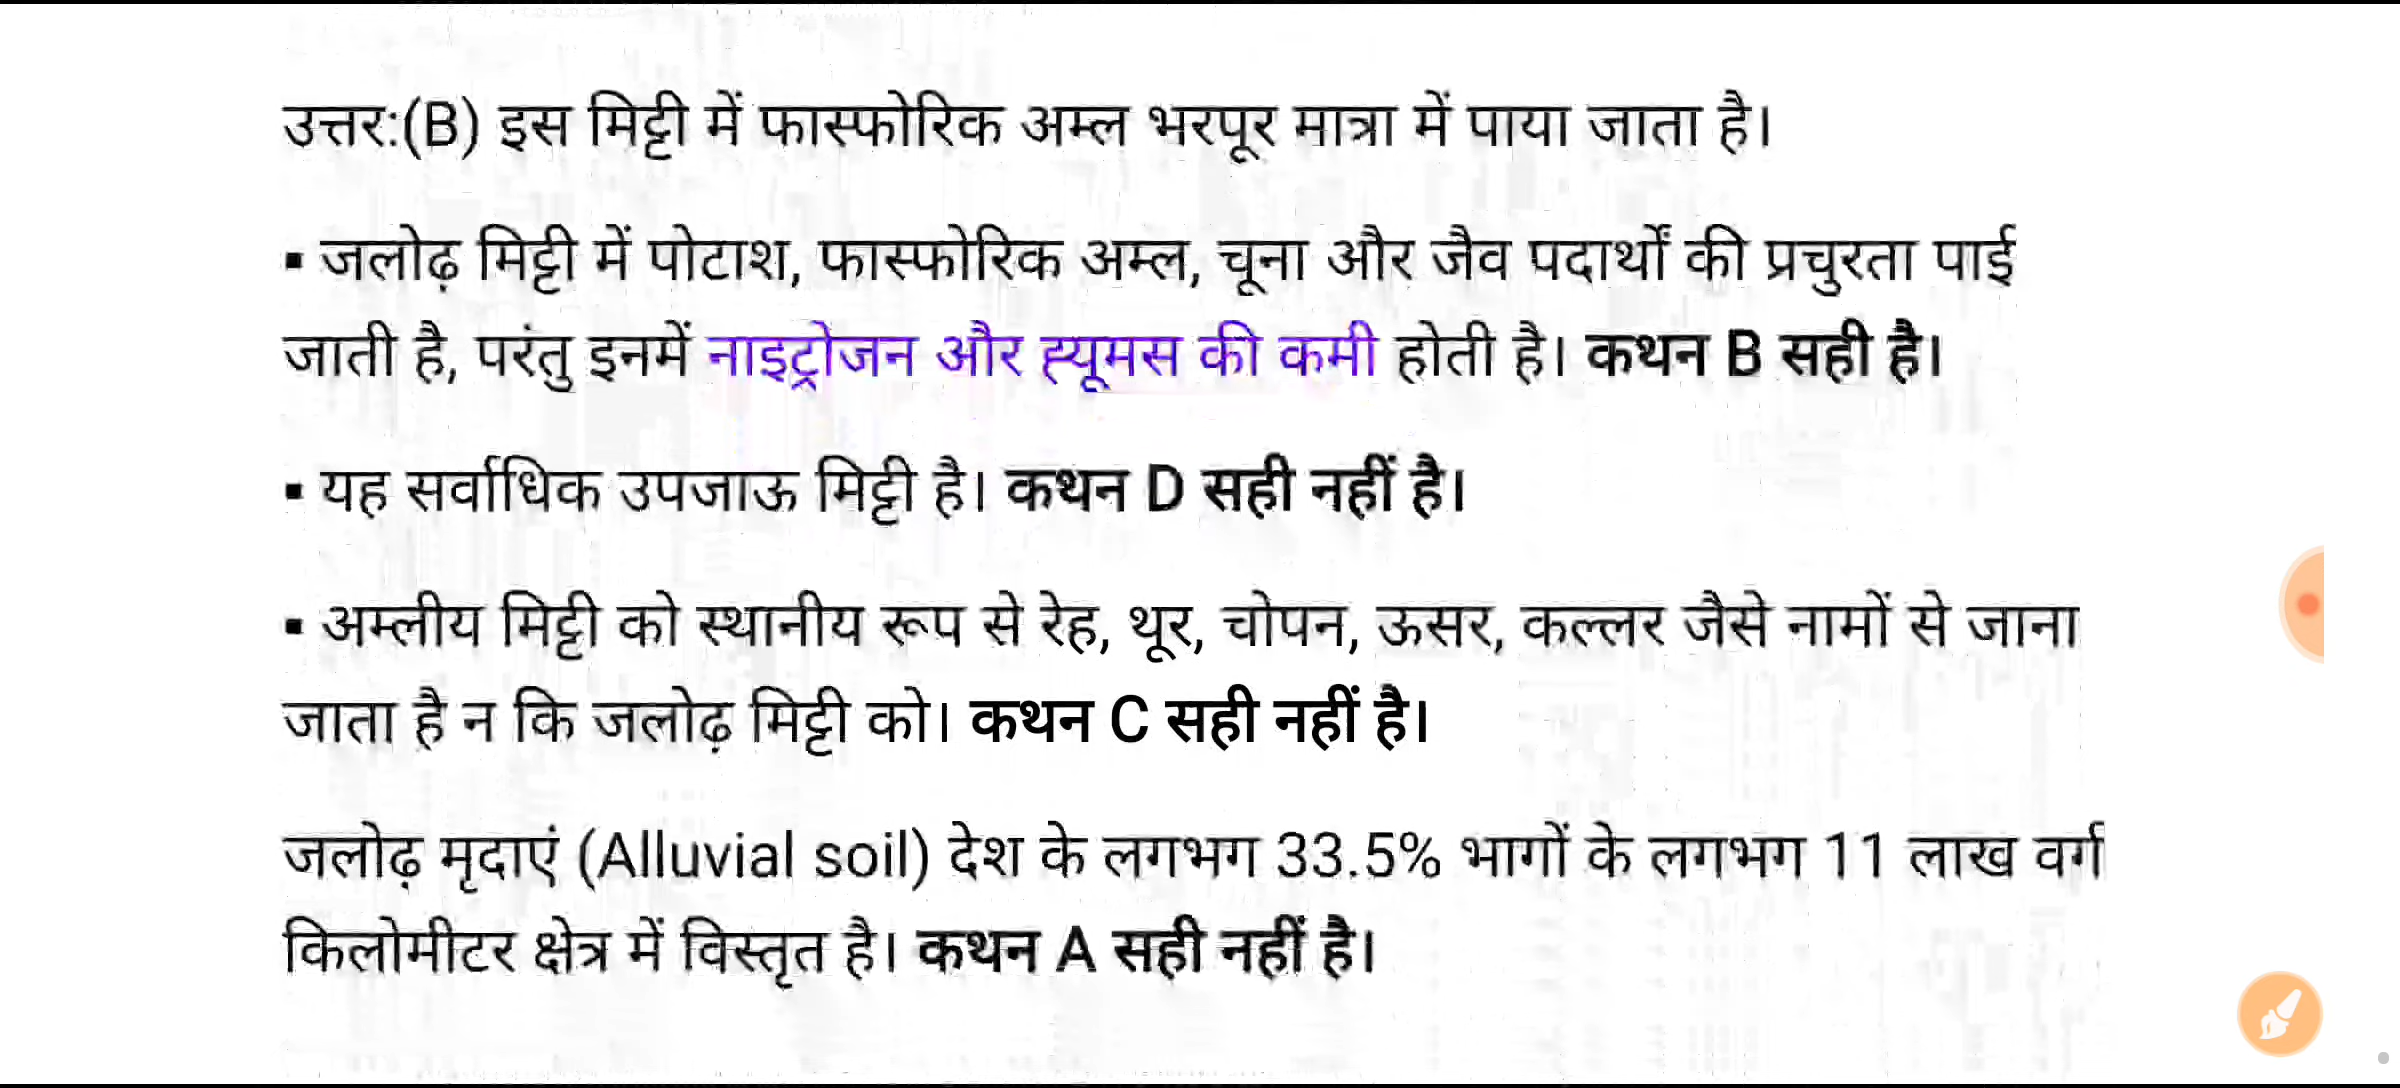 उत्तर:(B) इस मिट्टी में फास्फोरिक अम्ल भरपूर मात्रा में पाया जाता है।
▪ जलोढ़ मिट्टी में पोटाश, फास्फोरिक अम्ल, चूना और जैव पदार्थों की प्रचुरता पाई
जाती है, परंतु इनमें नाइट्रोजन और ह्यूमस की कमी होती है। कथन B सही है।
▪ यह सर्वाधिक उपजाऊ मिट्टी है। कथन D सही नहीं है।
▪ अम्लीय मिट्टी को स्थानीय रूप से रेह, थूर, चोपन, ऊसर, कल्लर जैसे नामों से जाना
जाता है न कि जलोढ़ मिट्टी को। कथन C सही नहीं है।
जलोढ़ मृदाएं (Alluvial soil) देश के लगभग 33.5% भागों के लगभग 11 लाख वर्ग
किलोमीटर क्षेत्र में विस्तृत है। कथन A सही नहीं है।